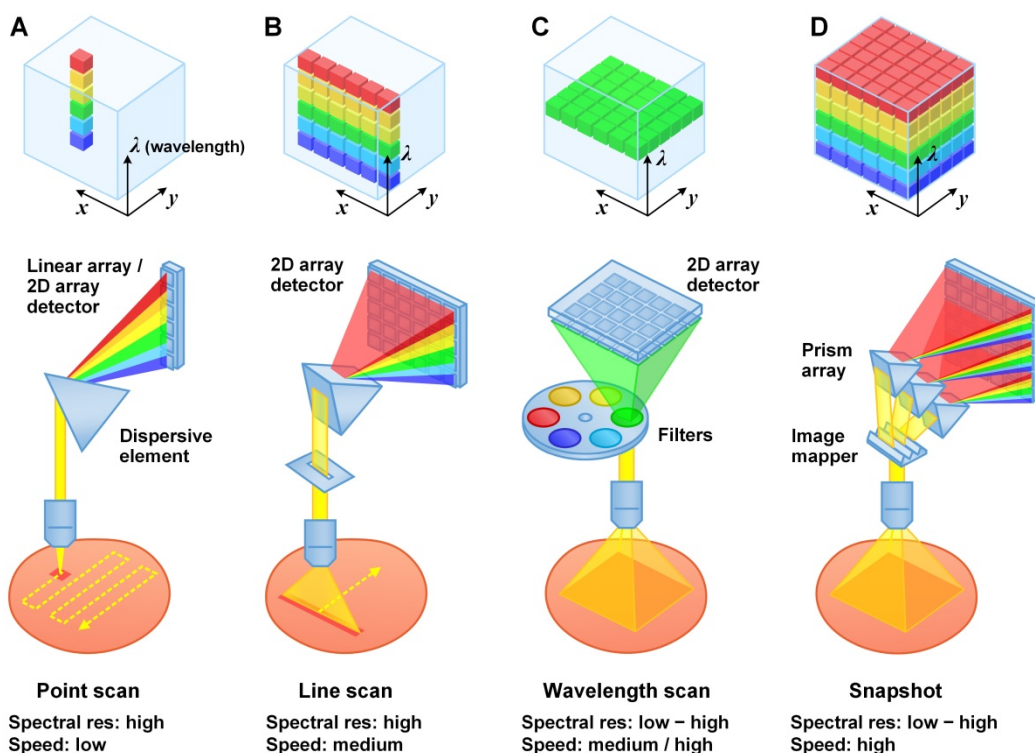 A
B
C
D
λ (wavelength)
x
y
λ
x
y
λ
x
y
λ
x
y
Linear array /
2D array
detector
Dispersive
element
2D array
detector
2D array
detector
Filters
Prism
array
Image
mapper
Point scan
Spectral res: high
Speed: low
Line scan
Spectral res: high
Speed: medium
Wavelength scan
Spectral res: low – high
Speed: medium / high
Snapshot
Spectral res: low – high
Speed: high